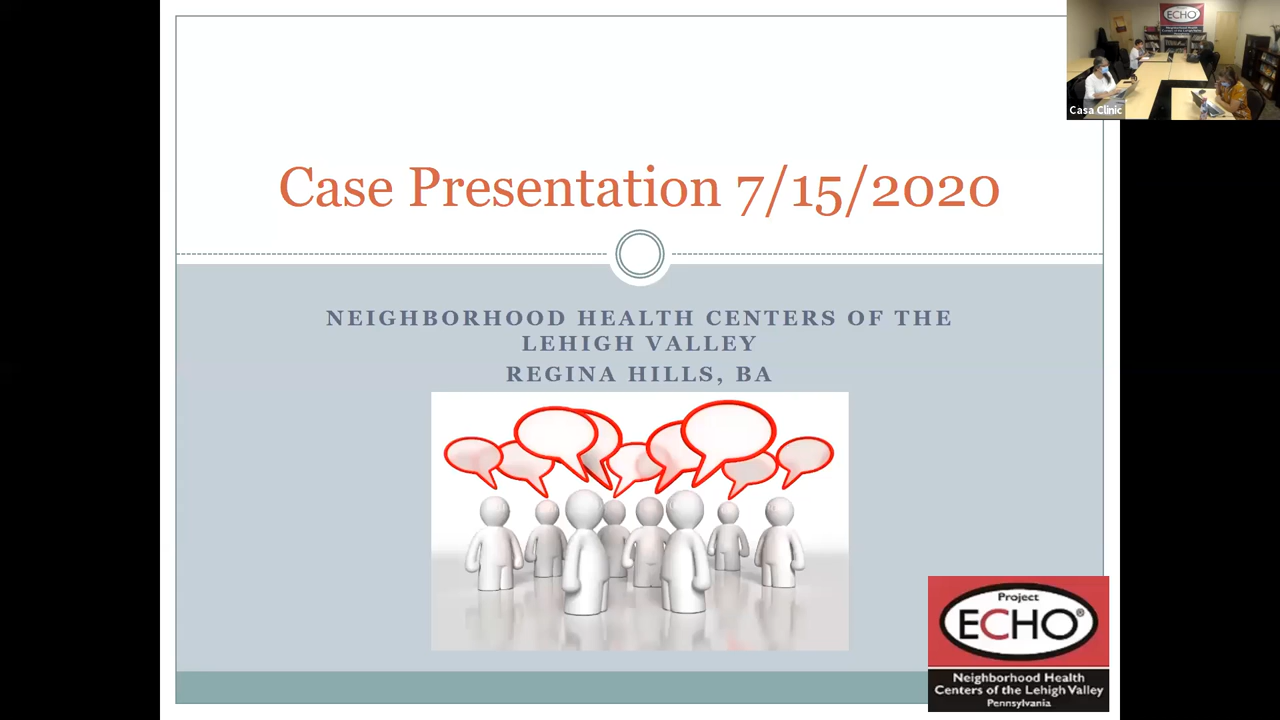 Case Presentation 7/15/2020
NEIGHBORHOOD HEALTH CENTERS OF THE
LEHIGH VALLEY
REGINA HILLS, BA
Project
ECHO®
Neighborhood Health
Centers of the Lehigh Valley
Pennsylvania
ECHO
Casa Clinic